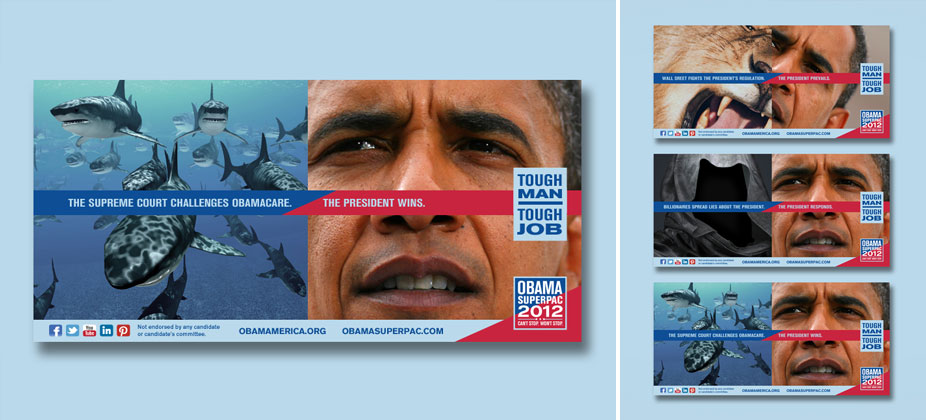 THE SUPREME COURT CHALLENGES OBAMACARE.
THE PRESIDENT WINS.
TOUGH
MAN
TOUGH
JOB
OBAMA
SUPERPAC
2012
CAN'T STOP. WON'T STOP.
You
Tube
Not endorsed by any candidate
or candidate's committee.
OBAMAMERICA.ORG
OBAMASUPERPAC.COM
WALL SREET FIGHTS THE PRESIDENT'S REGULATION.
THE PRESIDENT PREVAILS.
TOUGH
MAN
TOUGH
JOB
OBAMA
SUPERPAC
2012
OBAMAMERICA.ORG
OBAMASUPERPAC.COM
BILLIONAIRES SPREAD LIES ABOUT THE PRESIDENT.
THE PRESIDENT RESPONDS.
TOUGH
MAN
TOUGH
JOB
OBAMA
SUPERPAC
2012
OBAMAMERICA.ORG
OBAMASUPERPAC.COM
THE SUPREME COURT CHALLENGES OBAMACARE.
THE PRESIDENT WINS.
TOUGH
MAN
TOUGH
JOB
OBAMA
SUPERPAC
2012
OBAMAMERICA.ORG
OBAMASUPERPAC.COM